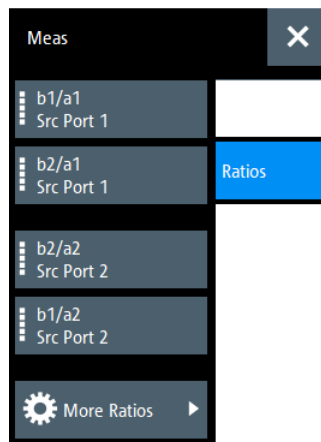 Meas
b1/a1
Src Port 1
b2/a1
Src Port 1
Ratios
b2/a2
Src Port 2
b1/a2
Src Port 2
More Ratios